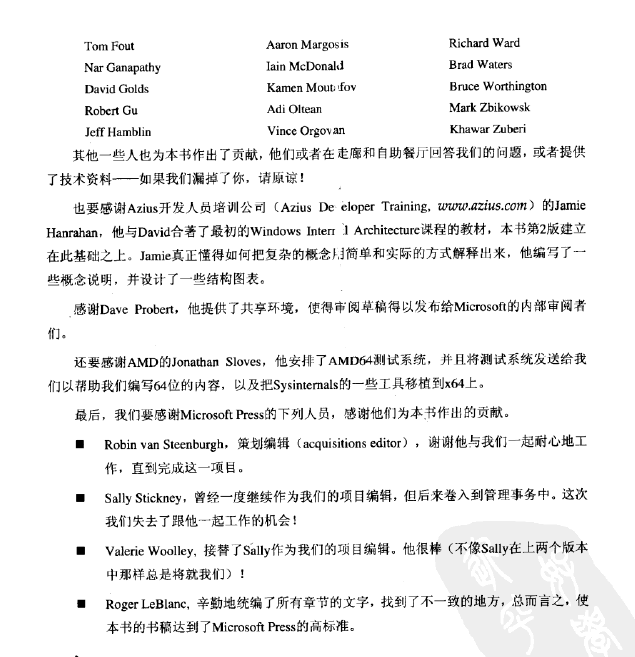 Tom Fout Aaron Margosis Richard Ward
Nar Ganapathy Iain McDonald Brad Waters
David Golds Kamen Moutafov Bruce Worthington
Robert Gu Adi Oltean Mark Zbikowsk
Jeff Hamblin Vince Orgovan Khawar Zuberi
其他一些人也为本书作出了贡献，他们或者在走廊和自助餐厅回答我们的问题，或者提供
了技术资料——如果我们漏掉了你，请原谅！
也要感谢Azius开发人员培训公司（Azius De eloper Training, www.azius.com）的Jamie
Hanrahan，他与David合著了最初的Windows Intern l Architecture课程的教材，本书第2版建立
在此基础之上。Jamie真正懂得如何把复杂的概念用简单和实际的方式解释出来，他编写了一
些概念说明，并设计了一些结构图表。
感谢Dave Probert，他提供了共享环境，使得审阅草稿得以发布给Microsoft的内部审阅者
们。
还要感谢AMD的Jonathan Sloves，他安排了AMD64测试系统，并且将测试系统发送给我
们以帮助我们编写64位的内容，以及把Sysinternals的一些工具移植到x64上。
最后，我们要感谢Microsoft Press的下列人员，感谢他们为本书作出的贡献。
■ Robin van Steenburgh，策划编辑（acquisitions editor），谢谢他与我们一起耐心地工
作，直到完成这一项目。
■ Sally Stickney，曾经一度继续作为我们的项目编辑，但后来卷入到管理事务中。这次
我们失去了跟他一起工作的机会！
■ Valerie Woolley, 接替了Sally作为我们的项目编辑。他很棒（不像Sally在上两个版本
中那样总是将就我们）！
■ Roger LeBlanc, 辛勤地统编了所有章节的文字，找到了不一致的地方，总而言之，使
本书的书稿达到了Microsoft Press的高标准。